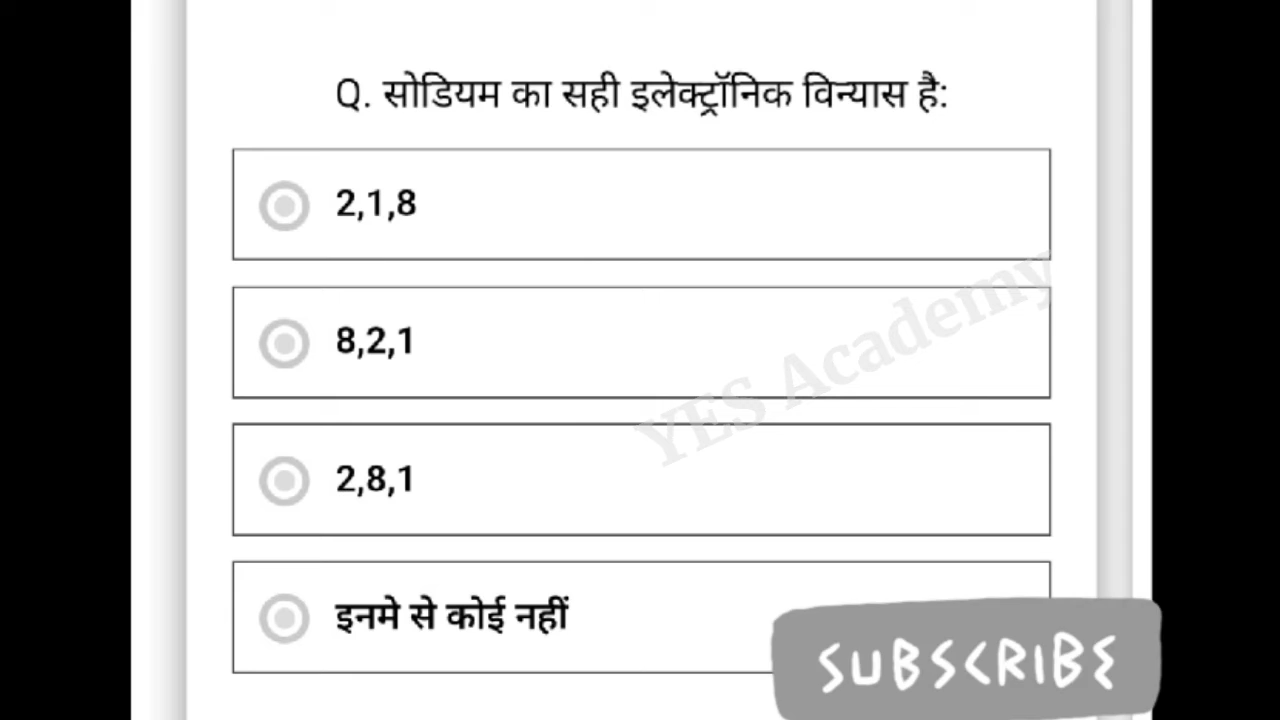 Q. सोडियम का सही इलेक्ट्रॉनिक विन्यास है:
2,1,8
8,2,1
YES Academy
2,8,1
इनमे से कोई नहीं
SUBSCRIBE